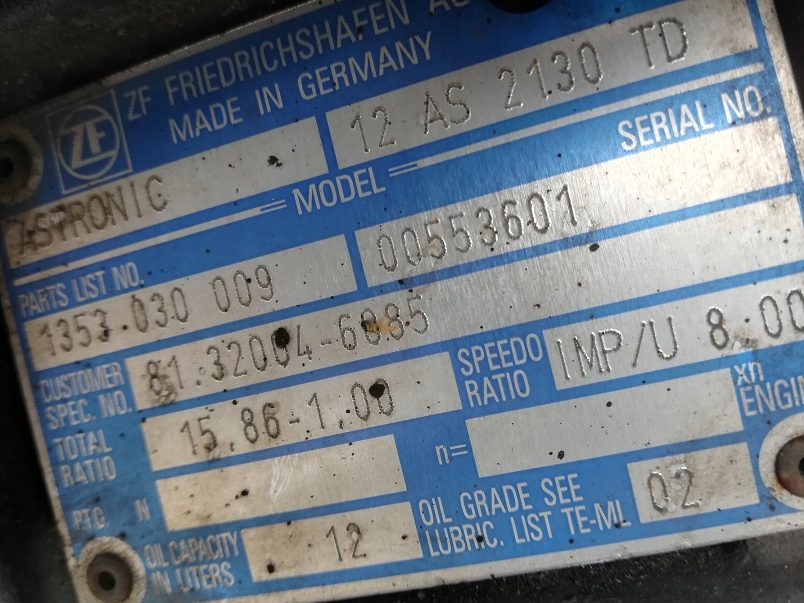 ZF FRIEDRICHSHAFEN AG
MADE IN GERMANY
ZF
ASTRONIC
12 AS 2130 TD
MODEL
SERIAL NO.
PARTS LIST NO.
1353.030 009
00553601
CUSTOMER
SPEC. NO.
81.32004-6085
TOTAL
RATIO
15,86-1,00
SPEEDO
RATIO
IMP/U 8.00
P.T.O. N
n=
xn
ENGIN
OIL CAPACITY
IN LITERS
12
OIL GRADE SEE
LUBRIC. LIST TE-ML
02